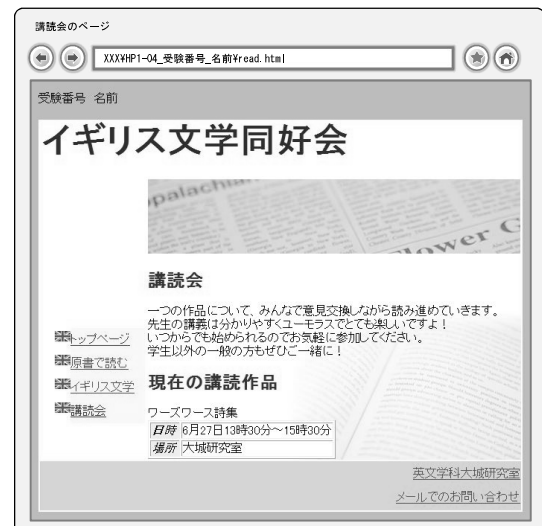 講読会のページ
XXX¥HP1-04_受験番号_名前¥read.html
受験番号 名前
イギリス文学同好会
opalachian
lower G
講読会
一つの作品について、みんなで意見交換しながら読み進めていきます。
先生の講義は分かりやすくユーモラスでとても楽しいですよ!
いつからでも始められるのでお気軽に参加してください。
学生以外の一般の方もぜひご一緒に!
トップページ
原書で読む
イギリス文学
講読会
現在の講読作品
ワーズワース詩集
日時 6月27日13時30分~15時30分
場所 大城研究室
英文学科大城研究室
メールでのお問い合わせ